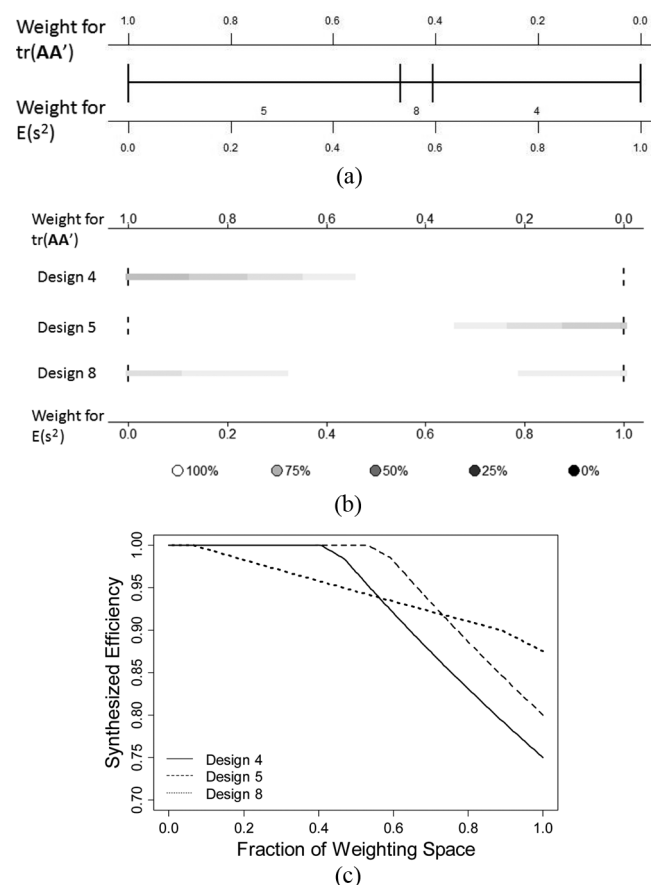 Weight for
tr(AA')
1.0 0.8 0.6 0.4 0.2 0.0
5 8 4
Weight for
E(s²)
0.0 0.2 0.4 0.6 0.8 1.0
(a)
Weight for
tr(AA')
1.0 0.8 0.6 0.4 0.2 0.0
Design 4
Design 5
Design 8
Weight for
E(s²)
0.0 0.2 0.4 0.6 0.8 1.0
100% 75% 50% 25% 0%
(b)
Synthesized Efficiency
1.00
0.95
0.90
0.85
0.80
0.75
0.70
Design 4
Design 5
Design 8
0.0 0.2 0.4 0.6 0.8 1.0
Fraction of Weighting Space
(c)